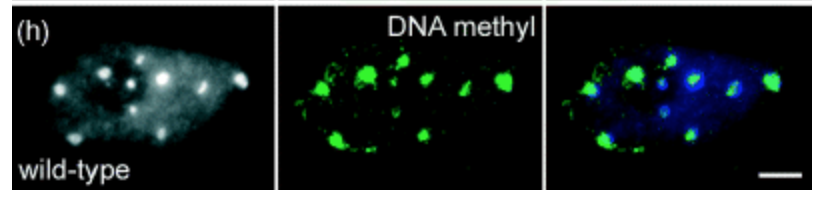 (h)
DNA methyl
wild-type